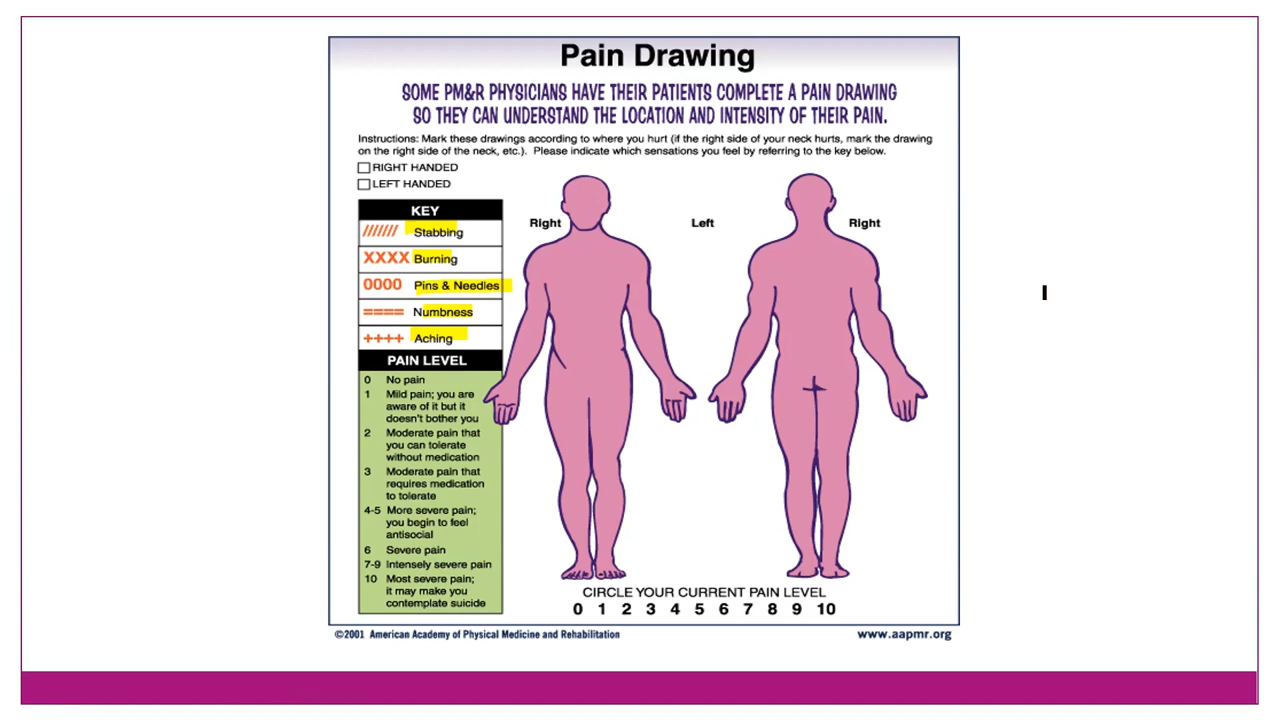 Pain Drawing
SOME PM&R PHYSICIANS HAVE THEIR PATIENTS COMPLETE A PAIN DRAWING
SO THEY CAN UNDERSTAND THE LOCATION AND INTENSITY OF THEIR PAIN.
Instructions: Mark these drawings according to where you hurt (if the right side of your neck hurts, mark the drawing
on the right side of the neck, etc.). Please indicate which sensations you feel by referring to the key below.
RIGHT HANDED
LEFT HANDED
KEY
/////// Stabbing
XXXX Burning
0000 Pins & Needles
==== Numbness
++++ Aching
PAIN LEVEL
0 No pain
1 Mild pain; you are
aware of it but it
doesn't bother you
2 Moderate pain that
you can tolerate
without medication
3 Moderate pain that
requires medication
to tolerate
4-5 More severe pain;
you begin to feel
antisocial
6 Severe pain
7-9 Intensely severe pain
10 Most severe pain;
it may make you
contemplate suicide
Right Left Right
CIRCLE YOUR CURRENT PAIN LEVEL
0 1 2 3 4 5 6 7 8 9 10
©2001 American Academy of Physical Medicine and Rehabilitation
www.aapmr.org